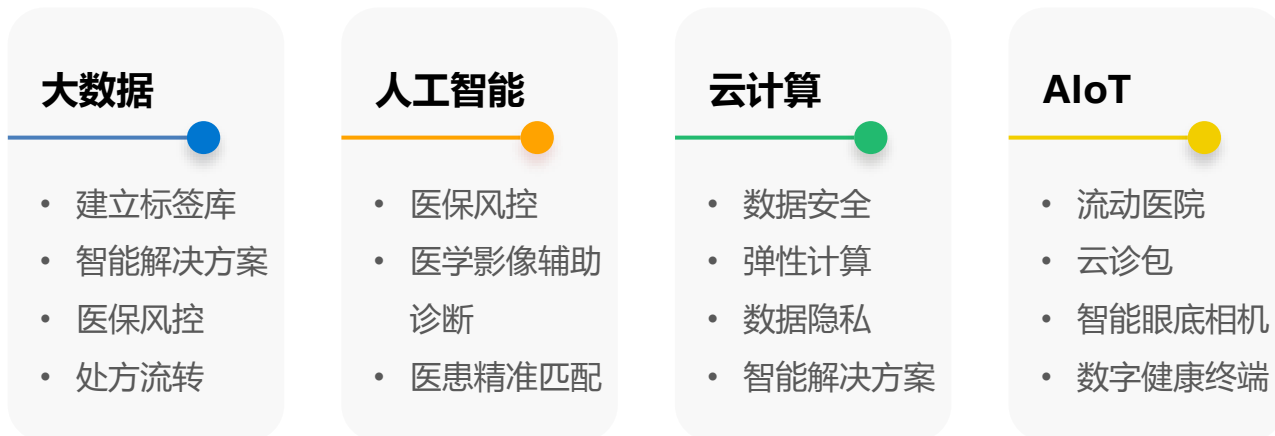 大数据
• 建立标签库
• 智能解决方案
• 医保风控
• 处方流转
人工智能
• 医保风控
• 医学影像辅助
诊断
• 医患精准匹配
云计算
• 数据安全
• 弹性计算
• 数据隐私
• 智能解决方案
AIoT
• 流动医院
• 云诊包
• 智能眼底相机
• 数字健康终端